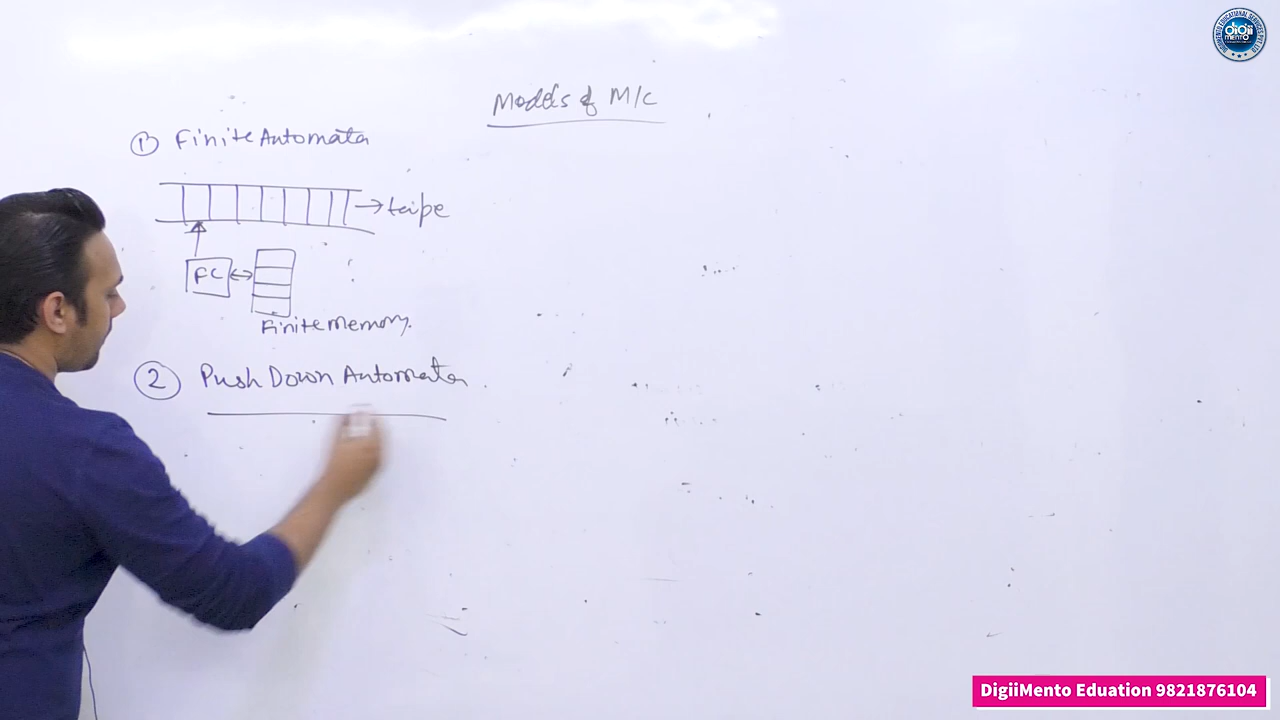 Models of M/C
① Finite Automata
→ tape
FC
Finite memory.
② Push Down Automata
DigiiMento Eduation 9821876104